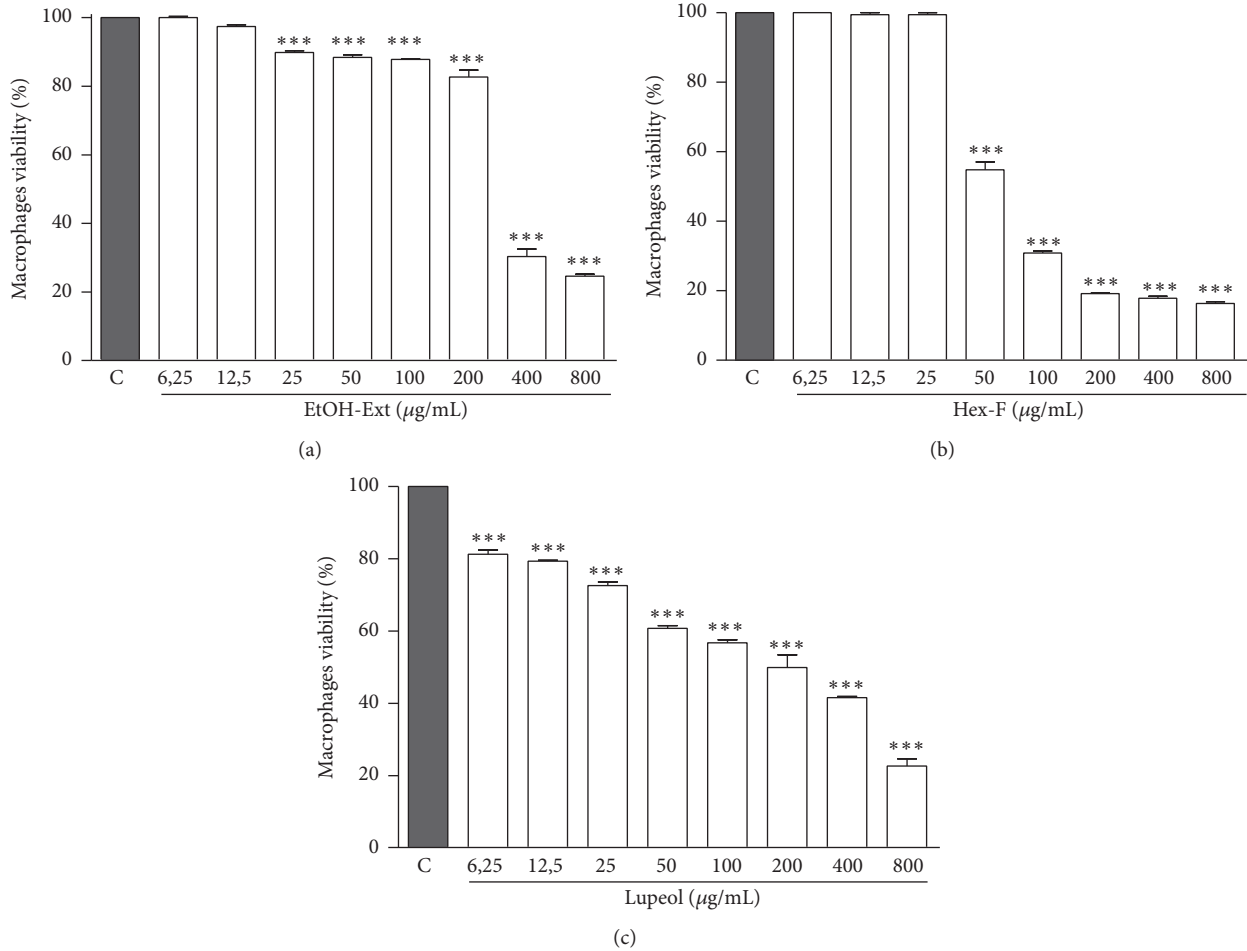 100
80
60
40
20
0
Macrophages viability (%)
*** *** *** ***
***
***
C 6,25 12,5 25 50 100 200 400 800
EtOH-Ext (μg/mL)
(a)
100
80
60
40
20
0
Macrophages viability (%)
***
***
*** *** ***
C 6,25 12,5 25 50 100 200 400 800
Hex-F (μg/mL)
(b)
100
80
60
40
20
0
Macrophages viability (%)
*** ***
***
*** ***
***
***
***
C 6,25 12,5 25 50 100 200 400 800
Lupeol (μg/mL)
(c)